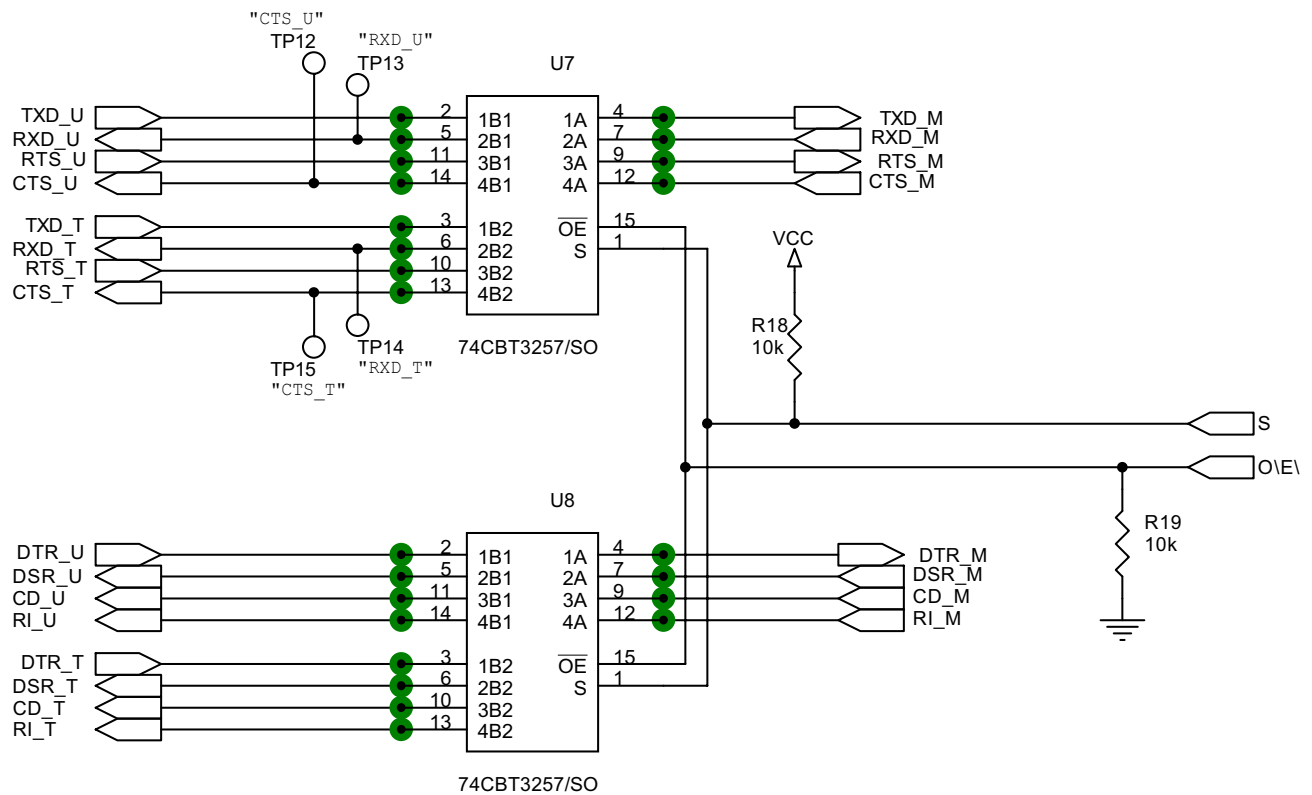 "CTS_U"
TP12
"RXD_U"
TP13
U7
TXD_U
RXD_U
RTS_U
CTS_U
2
5
11
14
1B1
2B1
3B1
4B1
1A
2A
3A
4A
4
7
9
12
TXD_M
RXD_M
RTS_M
CTS_M
TXD_T
RXD_T
RTS_T
CTS_T
3
6
10
13
1B2
2B2
3B2
4B2
OE
S
15
1
VCC
R18
10k
TP14
"RXD_T"
TP15
"CTS_T"
74CBT3257/SO
S
O\E\
R19
10k
U8
DTR_U
DSR_U
CD_U
RI_U
2
5
11
14
1B1
2B1
3B1
4B1
1A
2A
3A
4A
4
7
9
12
DTR_M
DSR_M
CD_M
RI_M
DTR_T
DSR_T
CD_T
RI_T
3
6
10
13
1B2
2B2
3B2
4B2
OE
S
15
1
74CBT3257/SO